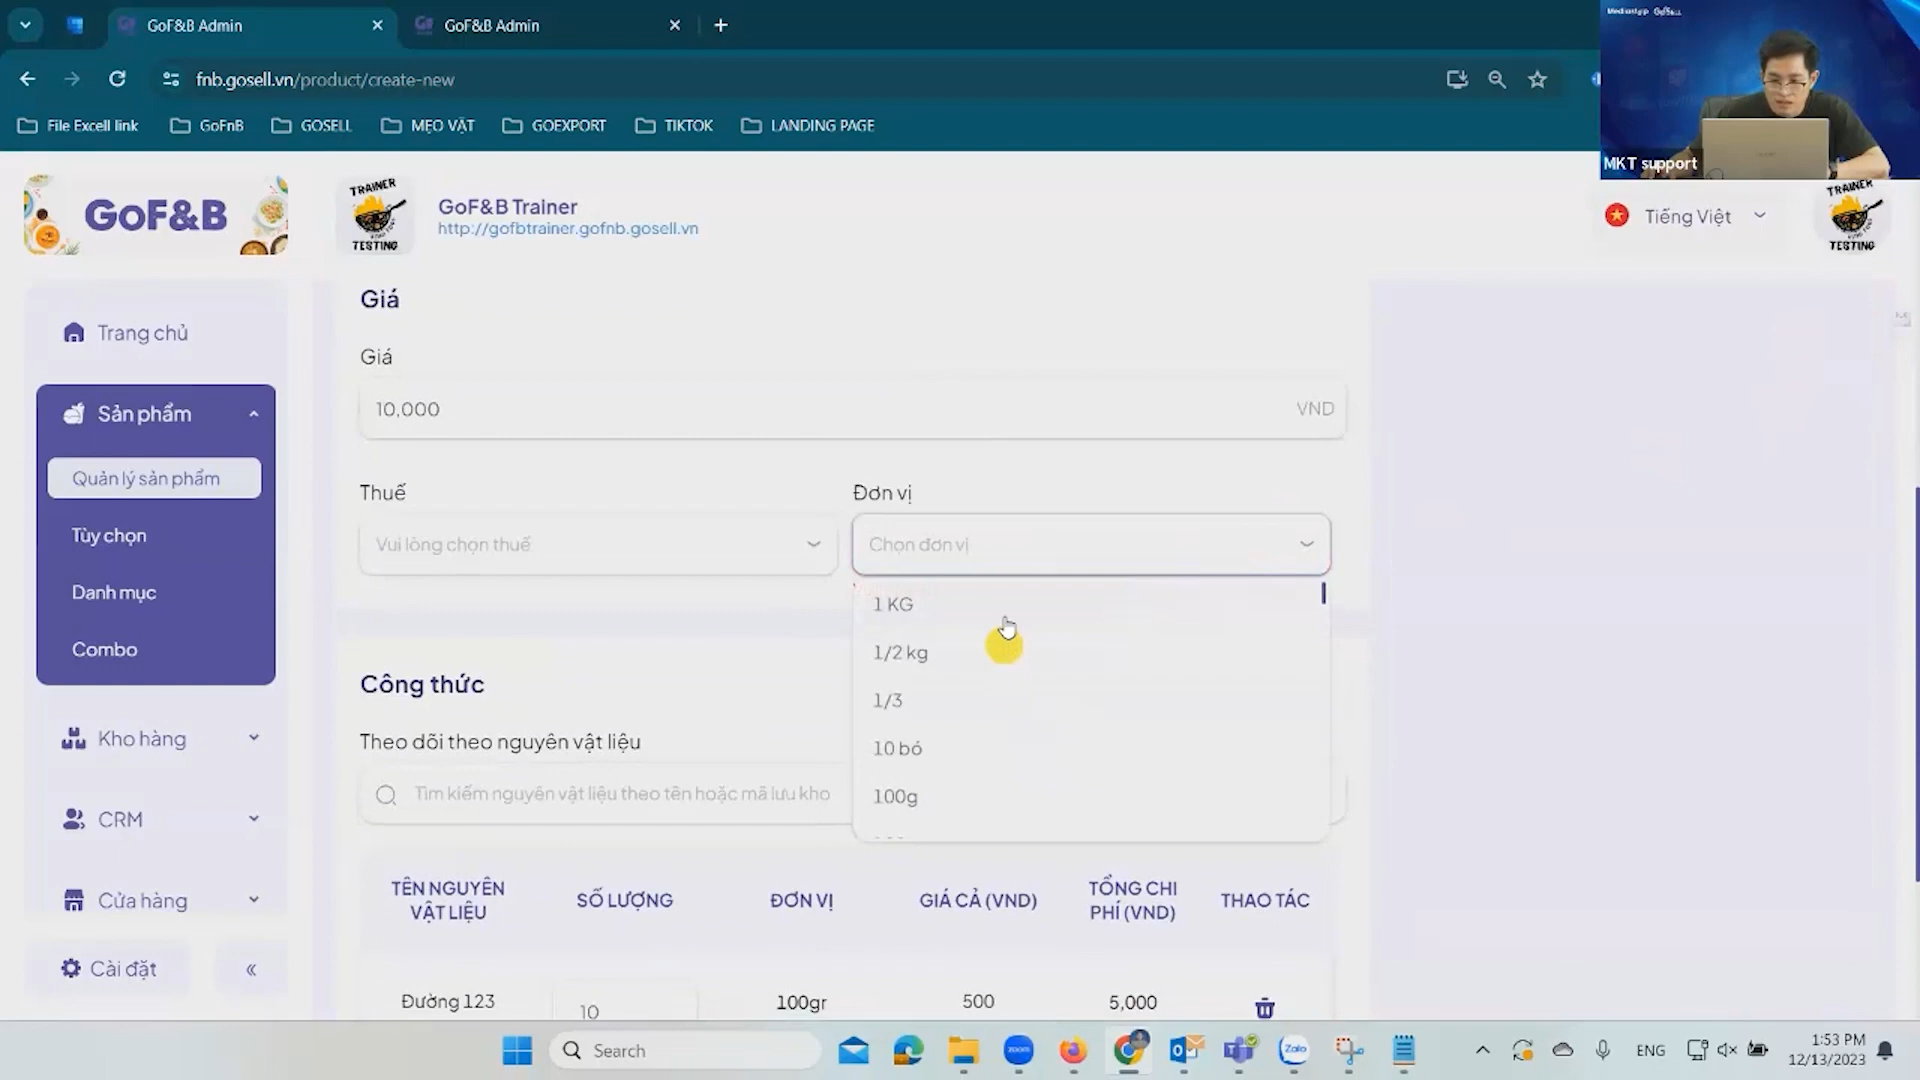 GoF&B Admin
GoF&B Admin
fnb.gosell.vn/product/create-new
File Excell link
GoFnB
GOSELL
MẸO VẶT
GOEXPORT
TIKTOK
LANDING PAGE
MKT support
GoF&B
TRAINER
TESTING
GoF&B Trainer
http://gofbtrainer.gofnb.gosell.vn
Tiếng Việt
TRAINER
TESTING
Trang chủ
Sản phẩm
Quản lý sản phẩm
Tùy chọn
Danh mục
Combo
Kho hàng
CRM
Cửa hàng
Cài đặt
Giá
Giá
10,000
VND
Thuế
Đơn vị
Vui lòng chọn thuế
Chọn đơn vị
1 KG
1/2 kg
1/3
10 bó
100g
Công thức
Theo dõi theo nguyên vật liệu
Tìm kiếm nguyên vật liệu theo tên hoặc mã lưu kho
TÊN NGUYÊN
VẬT LIỆU
SỐ LƯỢNG
ĐƠN VỊ
GIÁ CẢ (VND)
TỔNG CHI
PHÍ (VND)
THAO TÁC
Đường 123
10
100gr
500
5,000
Search
zoom
Zalo
ENG
1:53 PM
12/13/2023